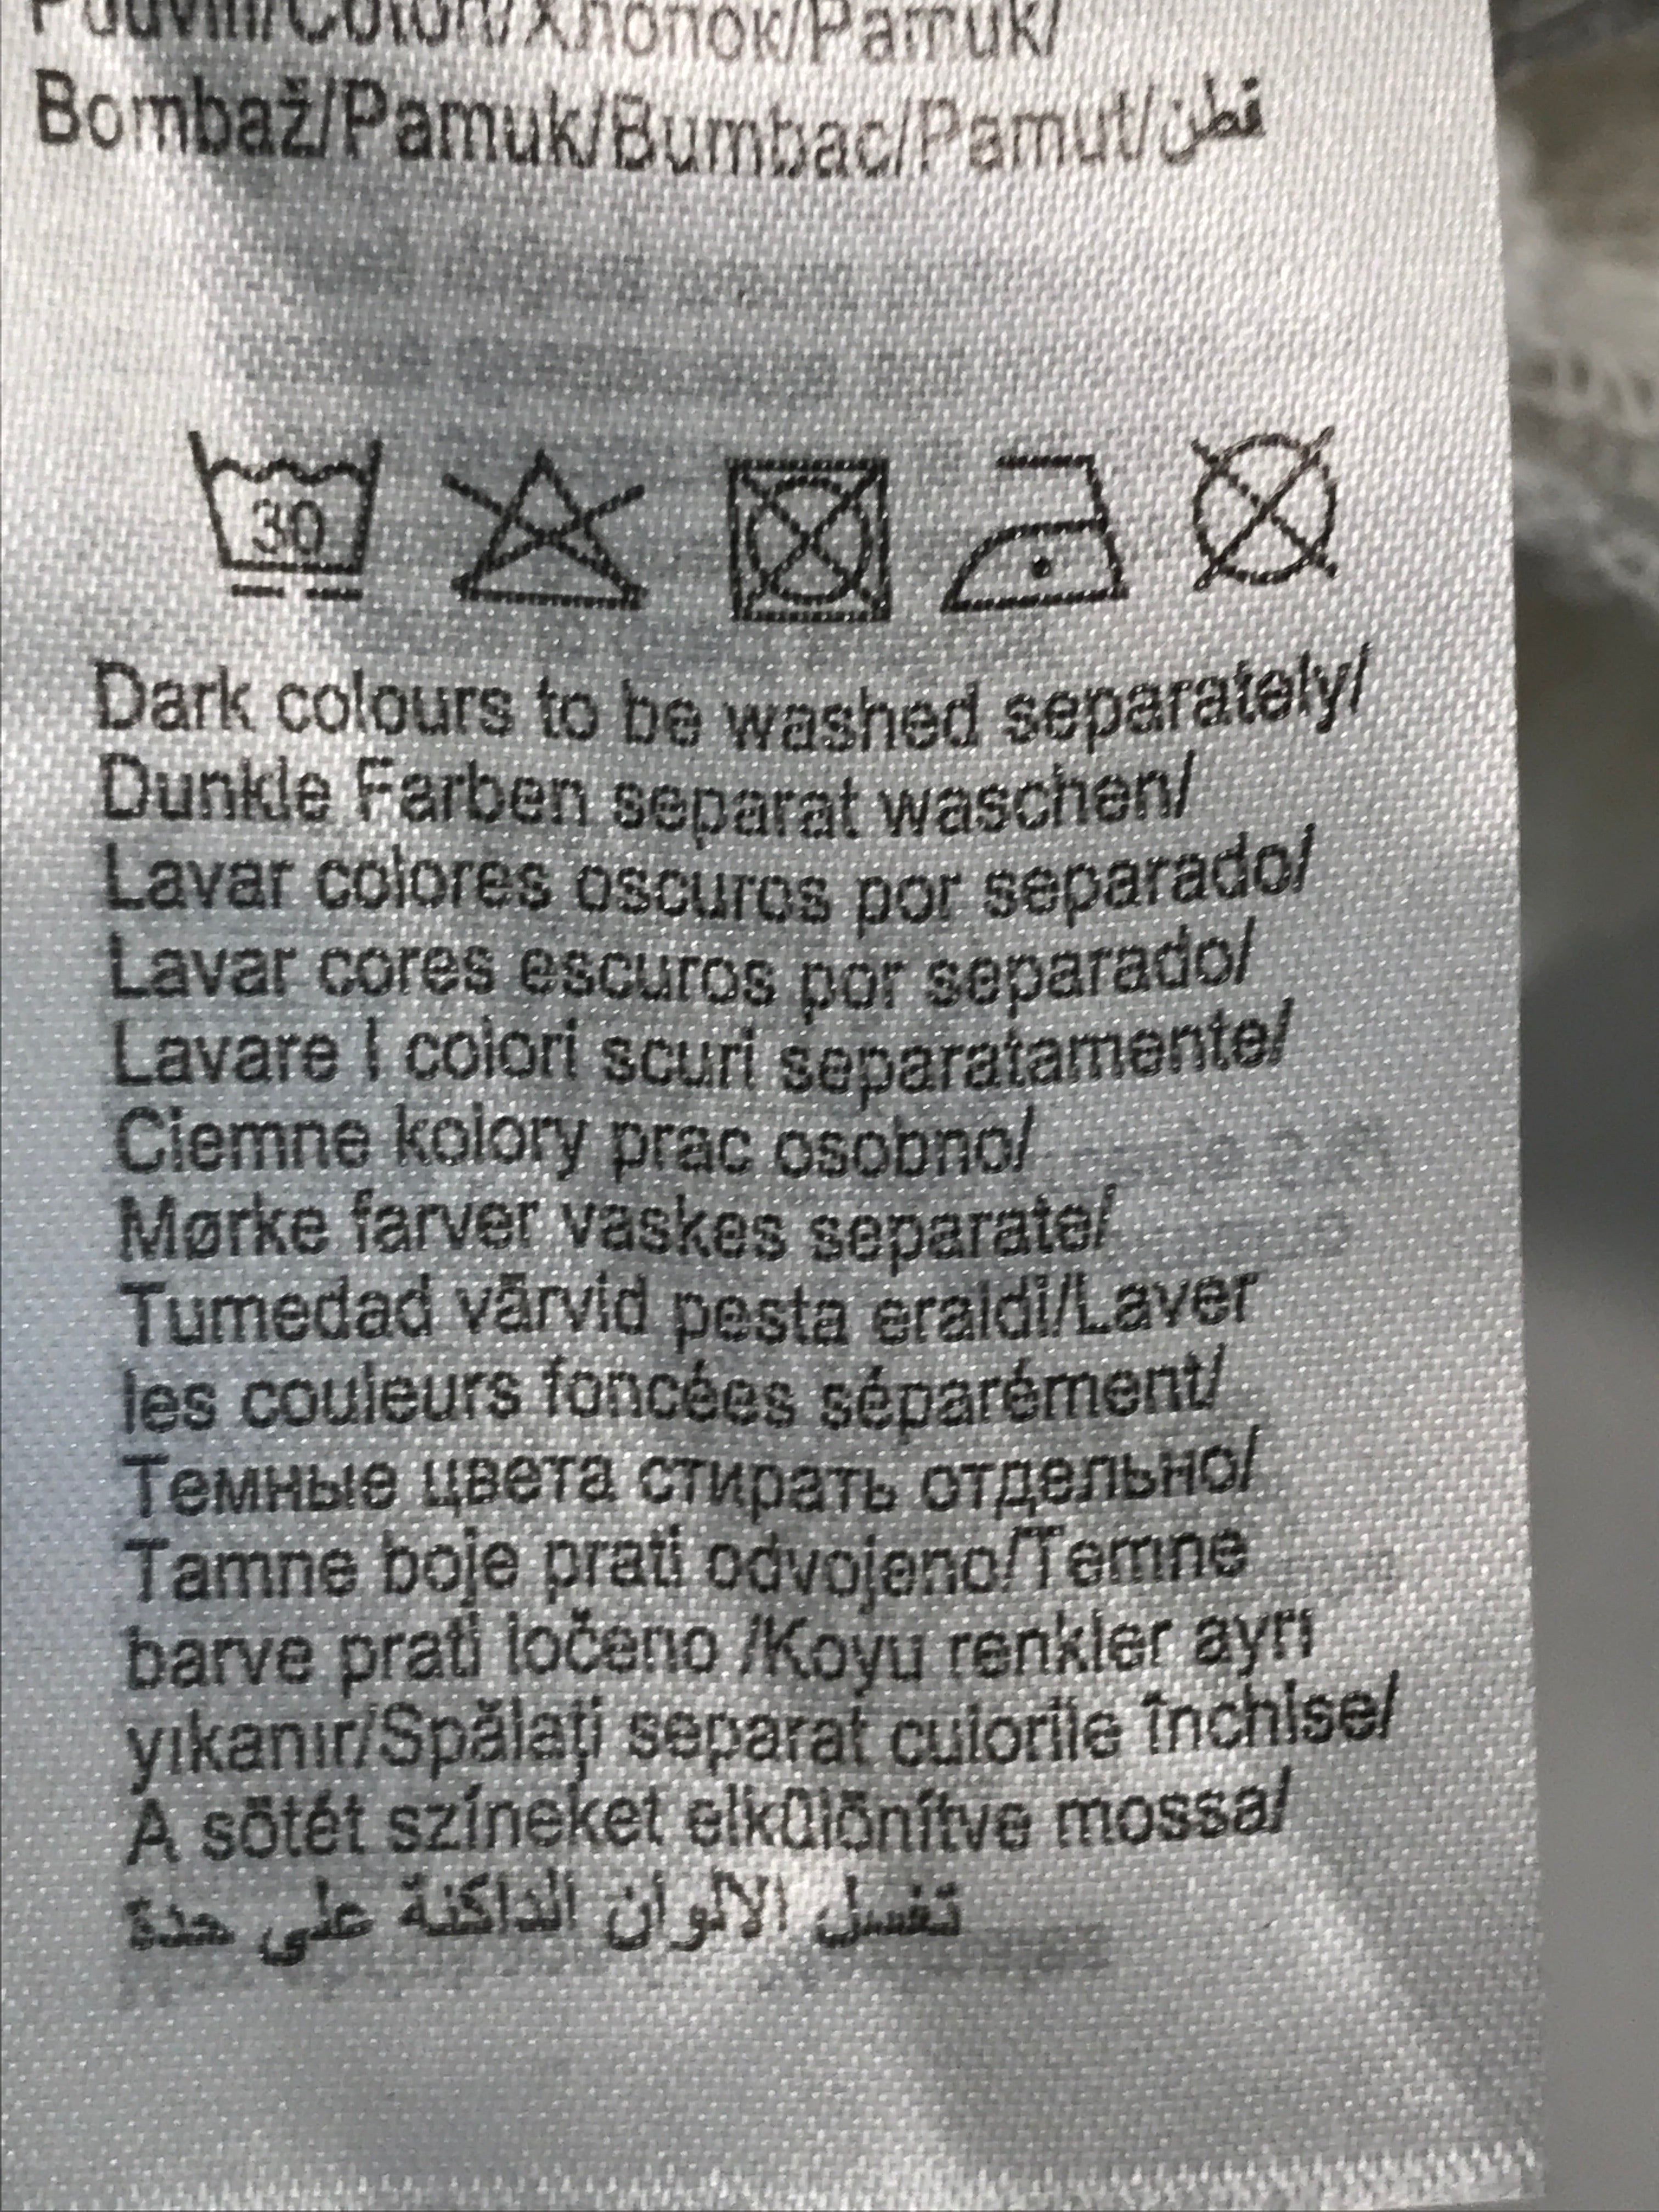 Puuvill/Coton/Хлопок/Pamuk/
Bombaž/Pamuk/Bumbac/Pamut/قطن
30
Dark colours to be washed separately/
Dunkle Farben separat waschen/
Lavar colores oscuros por separado/
Lavar cores escuros por separado/
Lavare I colori scuri separatamente/
Ciemne kolory prac osobno/
Mørke farver vaskes separate/
Tumedad värvid pesta eraldi/Laver
les couleurs foncées séparément/
Темные цвета стирать отдельно/
Tamne boje prati odvojeno/Temne
barve prati ločeno /Koyu renkler ayrı
yıkanır/Spălați separat culorile închise/
A sötét színeket elkülönítve mossa/
تغسل الالوان الداكنة على حدة